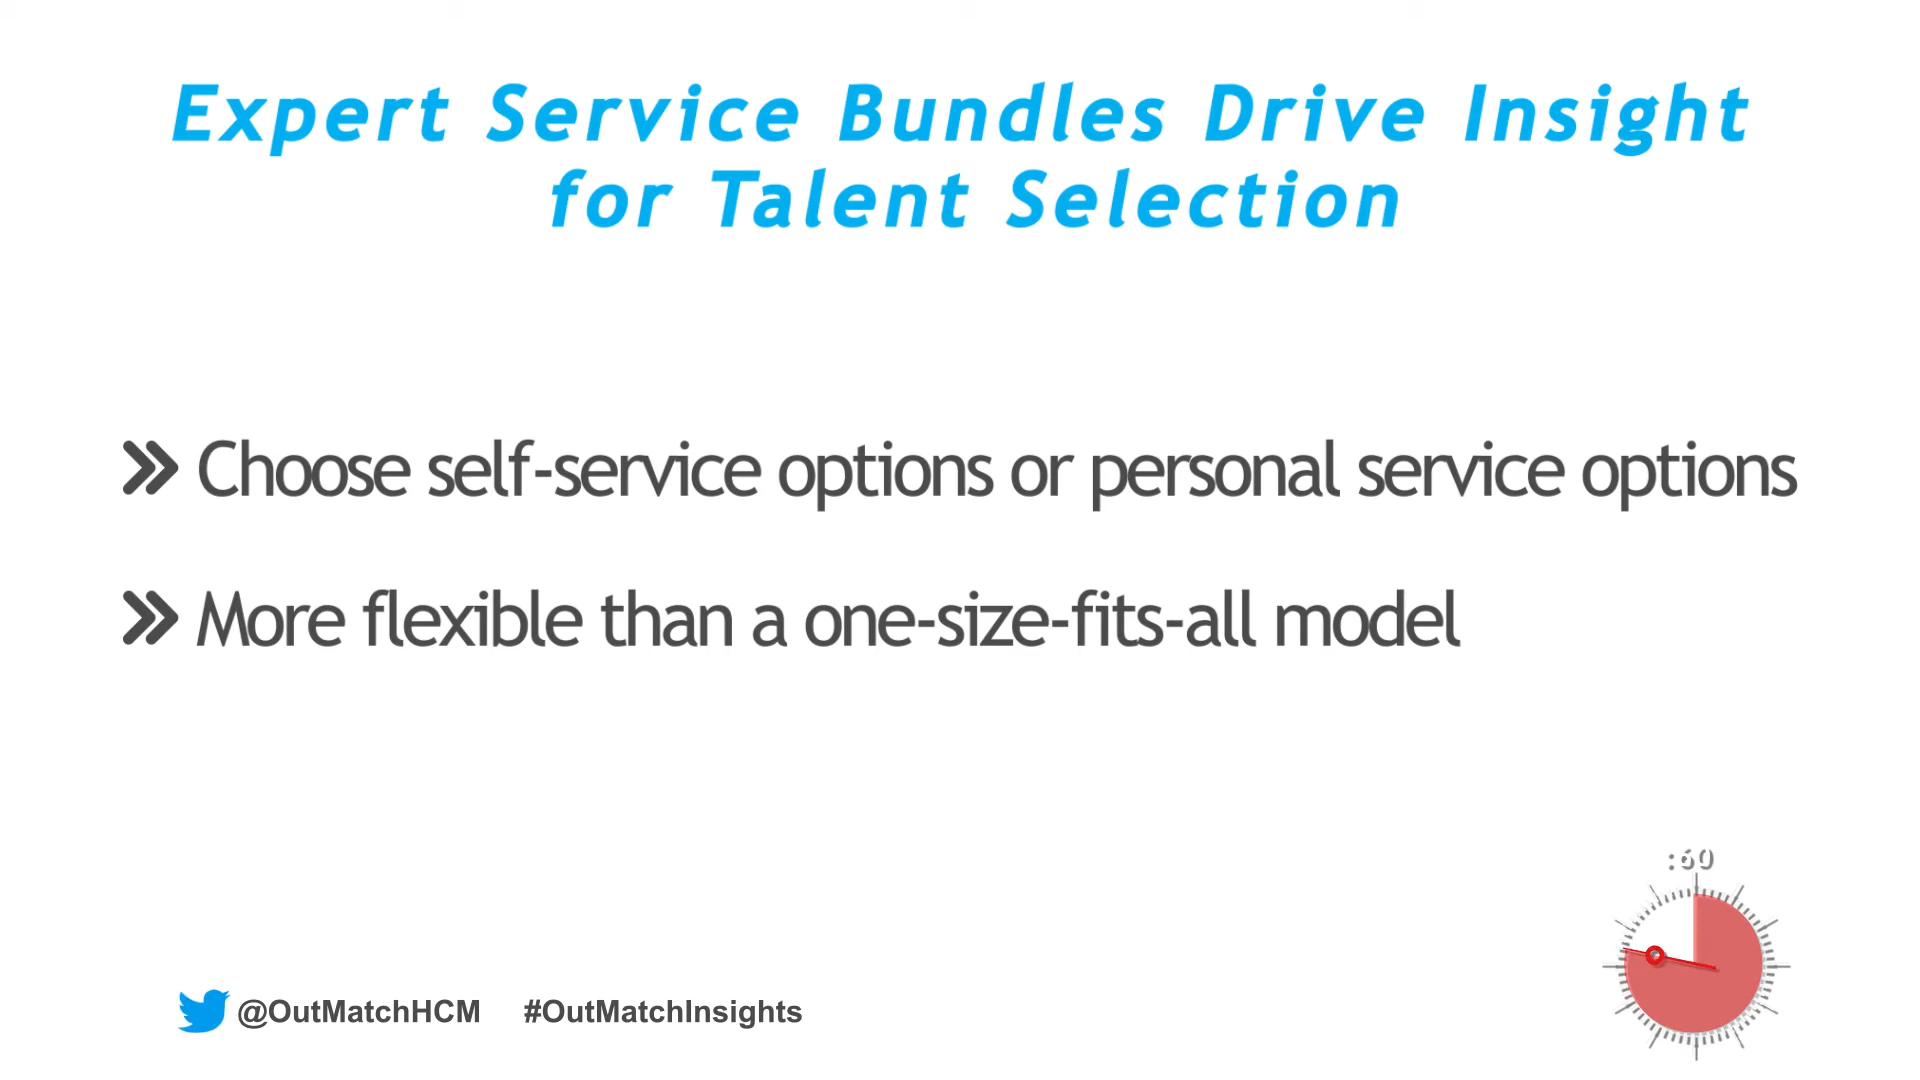 Expert Service Bundles Drive Insight
for Talent Selection
Choose self-service options or personal service options
More flexible than a one-size-fits-all model
:60
@OutMatchHCM #OutMatchInsights